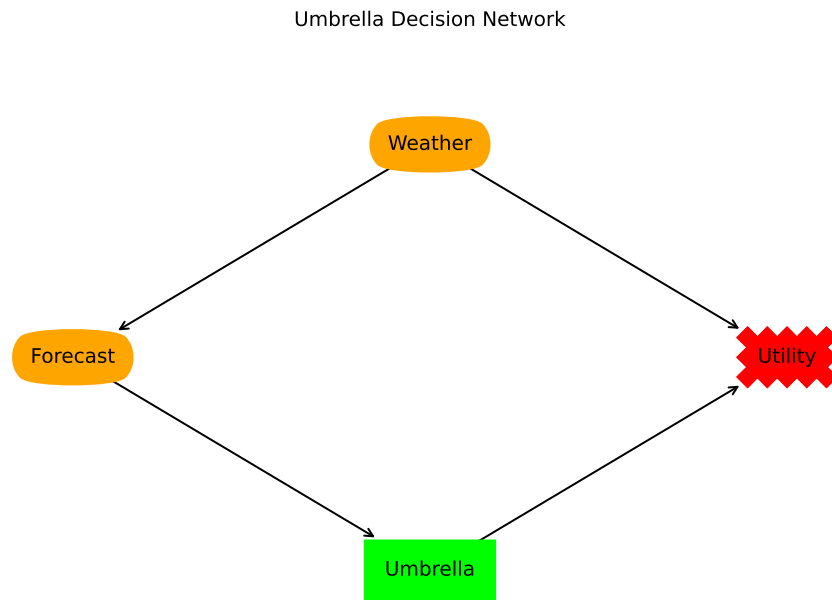 Umbrella Decision Network
Weather
Forecast
Utility
Umbrella